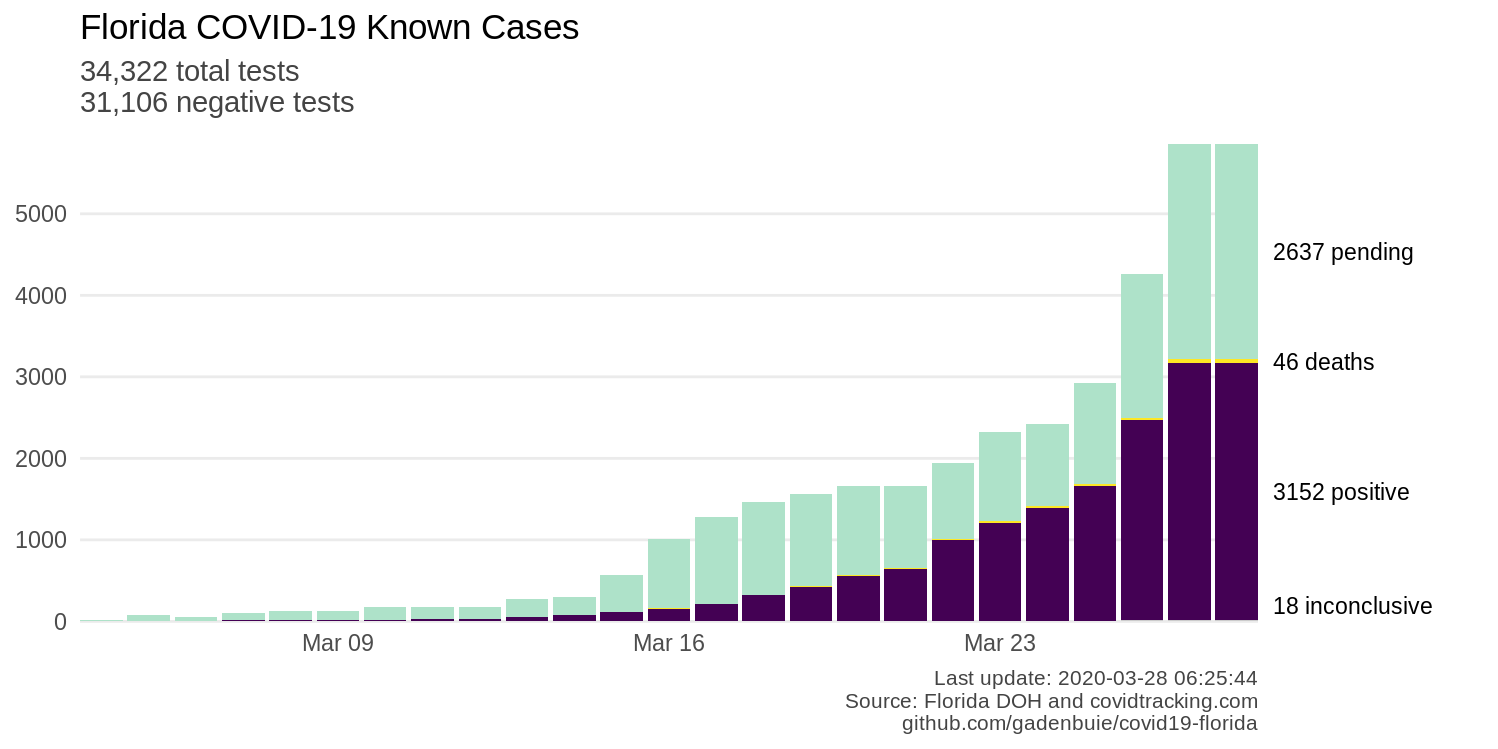 Florida COVID-19 Known Cases
34,322 total tests
31,106 negative tests
5000
4000
3000
2000
1000
0
2637 pending
46 deaths
3152 positive
18 inconclusive
Mar 09
Mar 16
Mar 23
Last update: 2020-03-28 06:25:44
Source: Florida DOH and covidtracking.com
github.com/gadenbuie/covid19-florida